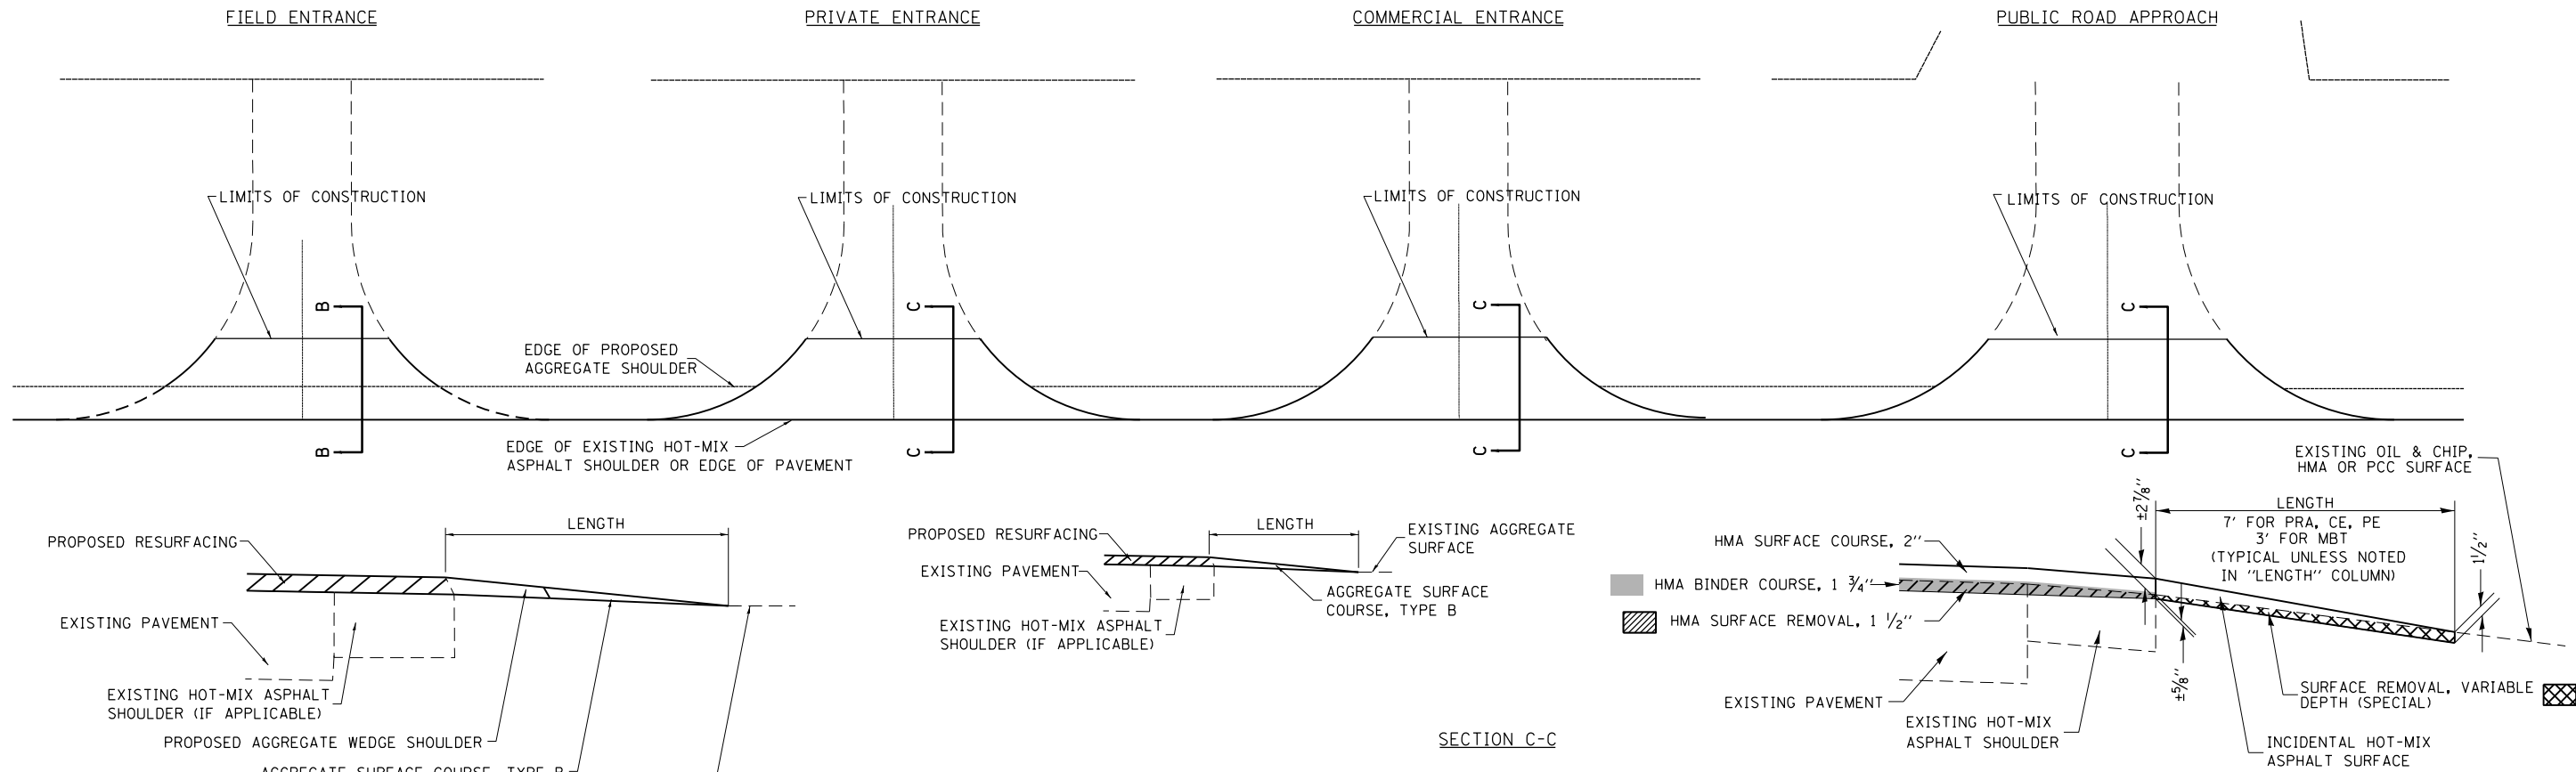 FIELD ENTRANCE
PRIVATE ENTRANCE
COMMERCIAL ENTRANCE
PUBLIC ROAD APPROACH
LIMITS OF CONSTRUCTION
LIMITS OF CONSTRUCTION
LIMITS OF CONSTRUCTION
LIMITS OF CONSTRUCTION
B
C
C
C
EDGE OF PROPOSED
AGGREGATE SHOULDER
B
C
C
C
EDGE OF EXISTING HOT-MIX
ASPHALT SHOULDER OR EDGE OF PAVEMENT
PROPOSED RESURFACING
LENGTH
EXISTING PAVEMENT
EXISTING HOT-MIX ASPHALT
SHOULDER (IF APPLICABLE)
PROPOSED AGGREGATE WEDGE SHOULDER
AGGREGATE SURFACE COURSE, TYPE B
PROPOSED RESURFACING
LENGTH
EXISTING AGGREGATE
SURFACE
EXISTING PAVEMENT
AGGREGATE SURFACE
COURSE, TYPE B
EXISTING HOT-MIX ASPHALT
SHOULDER (IF APPLICABLE)
SECTION C-C
EXISTING OIL & CHIP,
HMA OR PCC SURFACE
±2⅞"
LENGTH
7' FOR PRA, CE, PE
3' FOR MBT
(TYPICAL UNLESS NOTED
IN "LENGTH" COLUMN)
1½"
HMA SURFACE COURSE, 2"
HMA BINDER COURSE, 1 ¾"
HMA SURFACE REMOVAL, 1 ½"
±⅝"
EXISTING PAVEMENT
EXISTING HOT-MIX
ASPHALT SHOULDER
SURFACE REMOVAL, VARIABLE
DEPTH (SPECIAL)
INCIDENTAL HOT-MIX
ASPHALT SURFACE